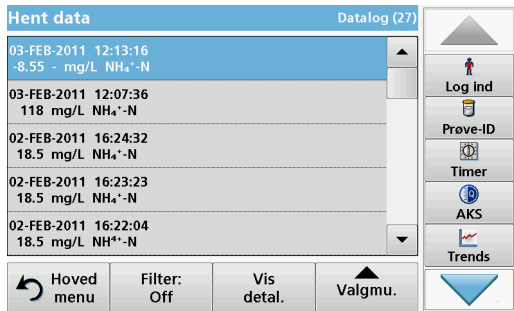 Hent data Datalog (27)
03-FEB-2011 12:13:16
-8.55 - mg/L NH₄⁺-N
03-FEB-2011 12:07:36
118 mg/L NH₄⁺-N
02-FEB-2011 16:24:32
18.5 mg/L NH₄⁺-N
02-FEB-2011 16:23:23
18.5 mg/L NH₄⁺-N
02-FEB-2011 16:22:04
18.5 mg/L NH⁴⁺-N
Hoved
menu
Filter:
Off
Vis
detal.
Valgmu.
Log ind
Prøve-ID
Timer
AKS
Trends